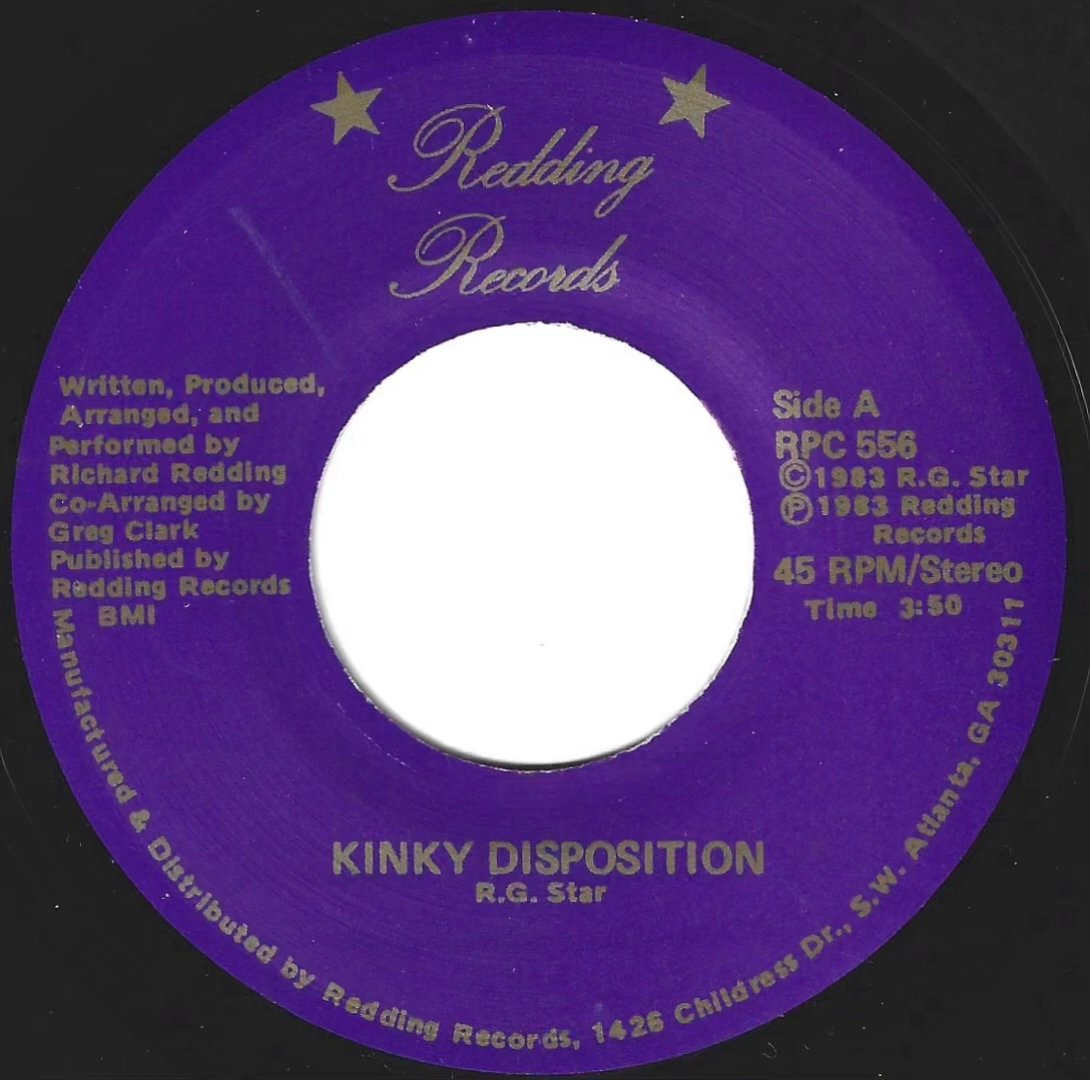 Redding
Records
Written, Produced,
Arranged, and
Performed by
Richard Redding
Co-Arranged by
Greg Clark
Published by
Redding Records
BMI
Side A
RPC 556
©1983 R.G. Star
℗1983 Redding
Records
45 RPM/Stereo
Time 3:50
KINKY DISPOSITION
R.G. Star
Manufactured & Distributed by Redding Records, 1426 Childress Dr., S.W. Atlanta, GA 30311